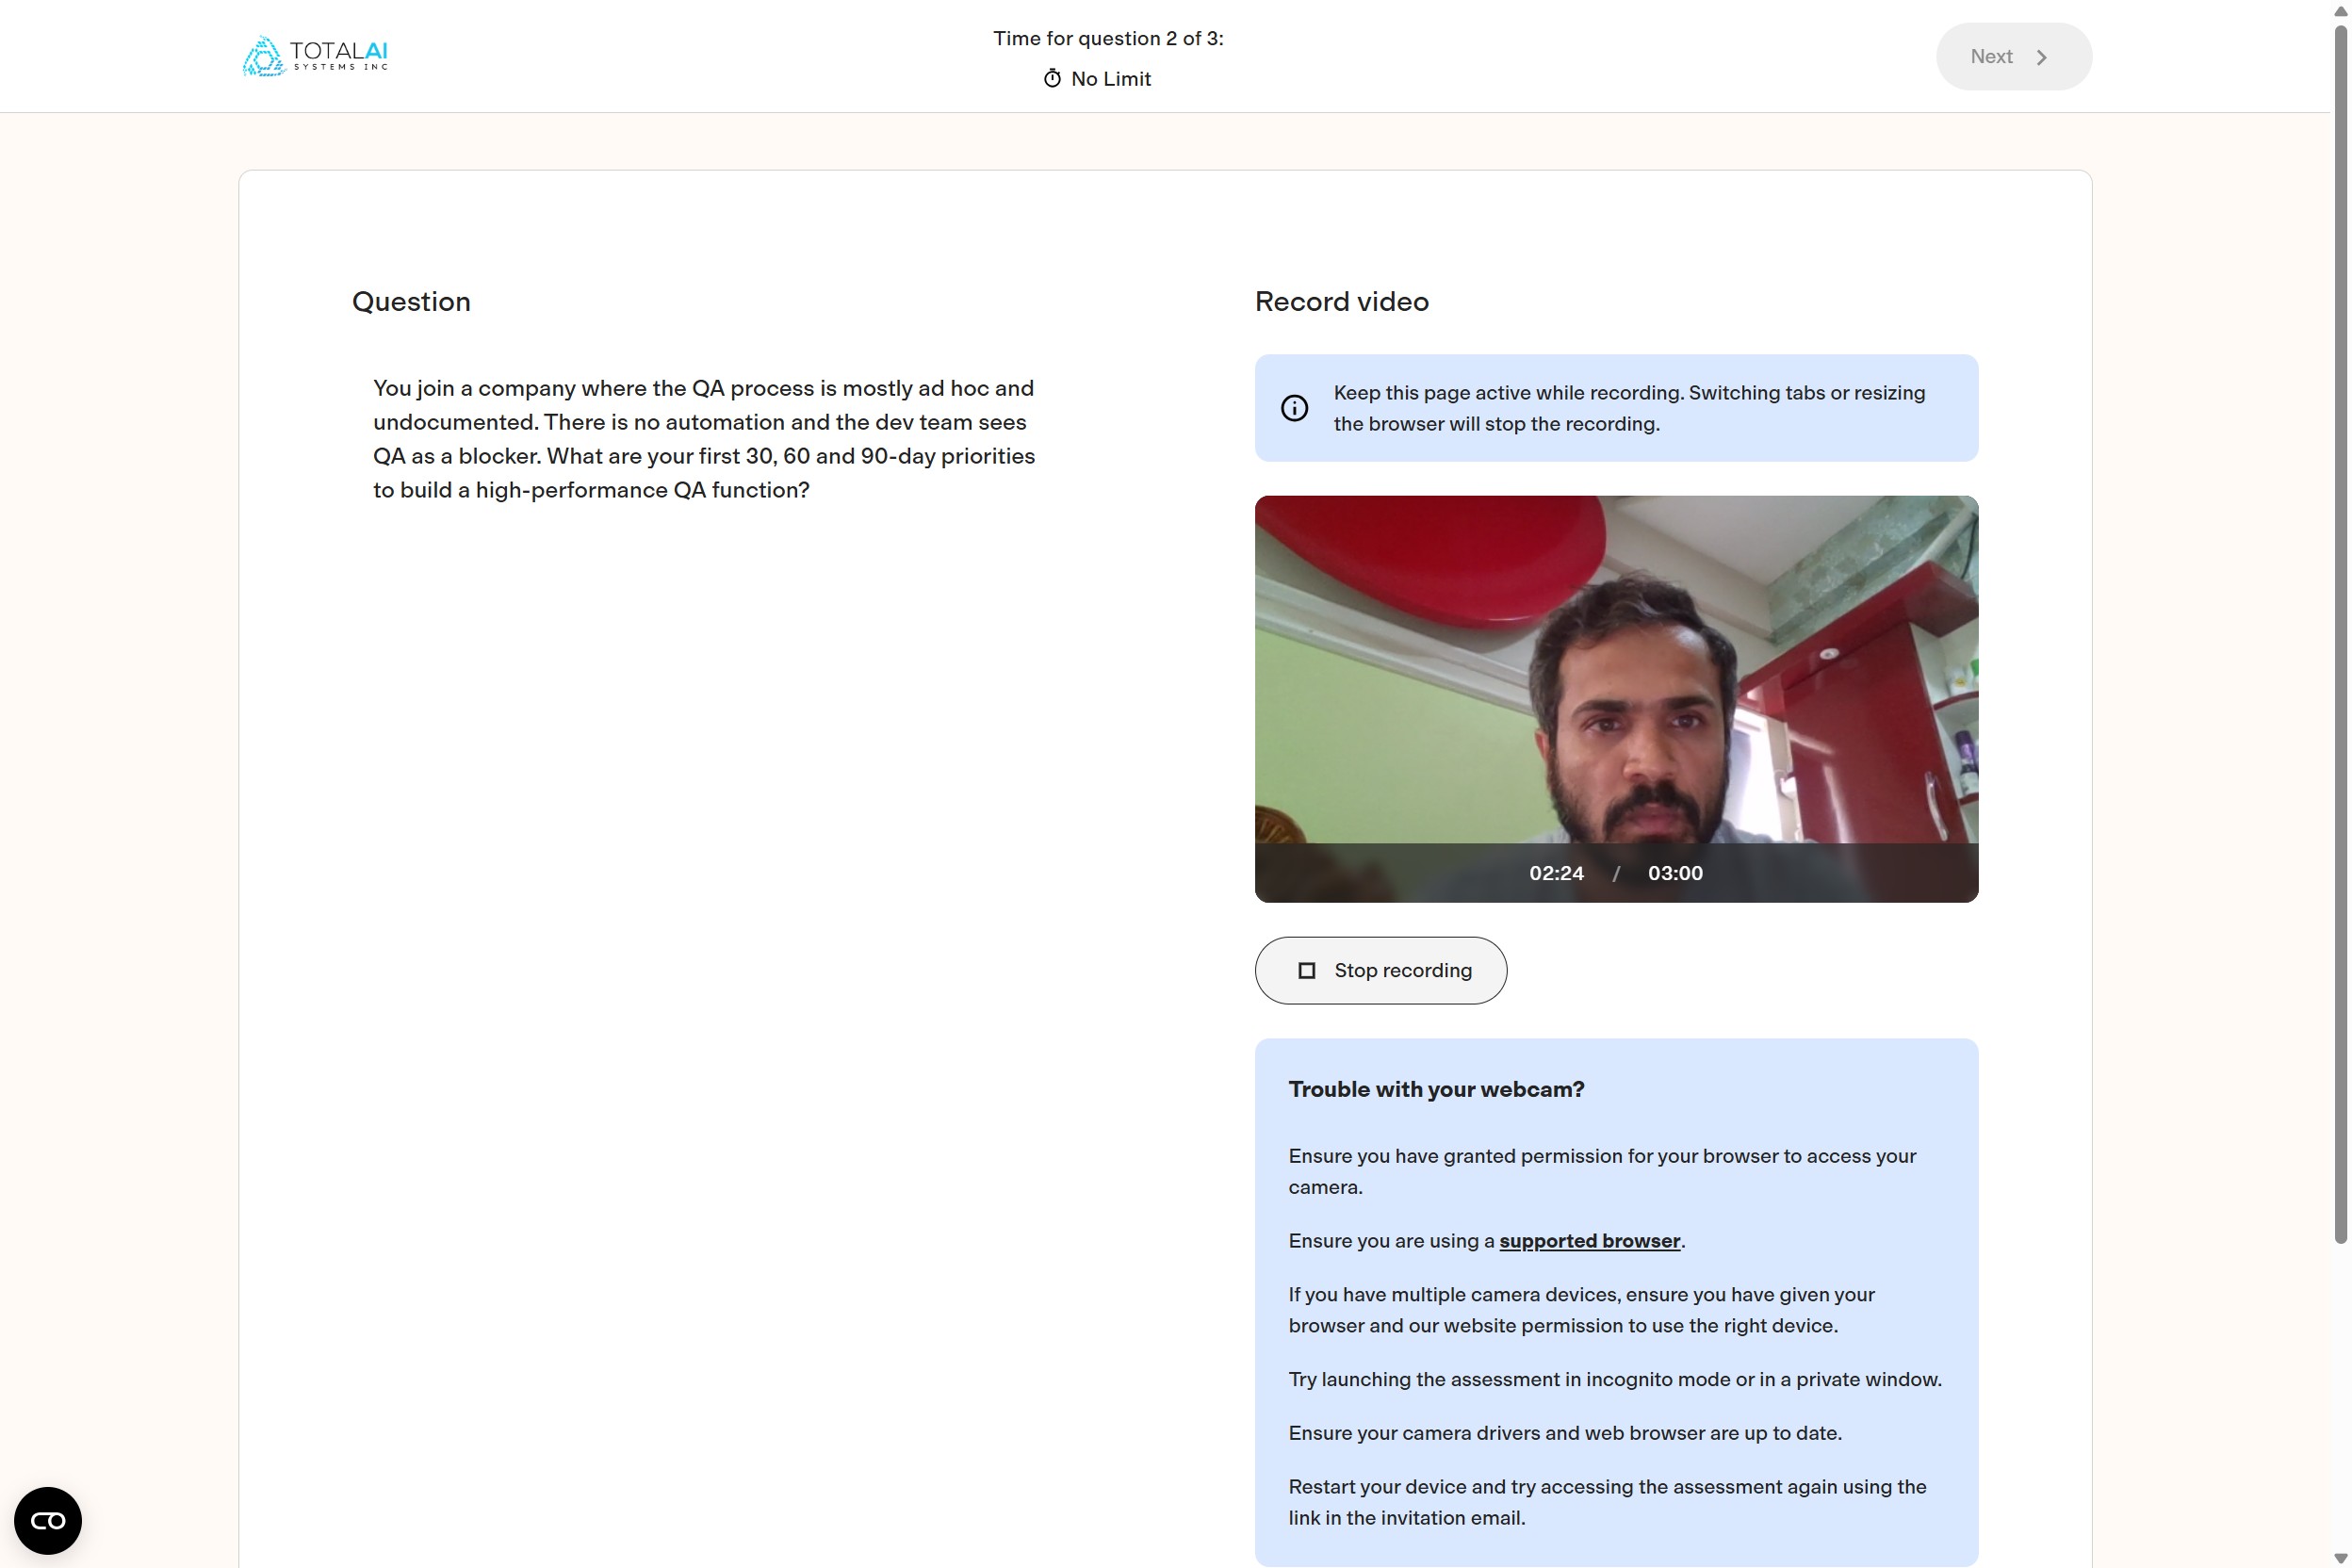 TOTALAI
SYSTEMS INC
Time for question 2 of 3:
No Limit
Next
Question
You join a company where the QA process is mostly ad hoc and
undocumented. There is no automation and the dev team sees
QA as a blocker. What are your first 30, 60 and 90-day priorities
to build a high-performance QA function?
Record video
Keep this page active while recording. Switching tabs or resizing
the browser will stop the recording.
02:24 / 03:00
Stop recording
Trouble with your webcam?
Ensure you have granted permission for your browser to access your
camera.
Ensure you are using a supported browser.
If you have multiple camera devices, ensure you have given your
browser and our website permission to use the right device.
Try launching the assessment in incognito mode or in a private window.
Ensure your camera drivers and web browser are up to date.
Restart your device and try accessing the assessment again using the
link in the invitation email.